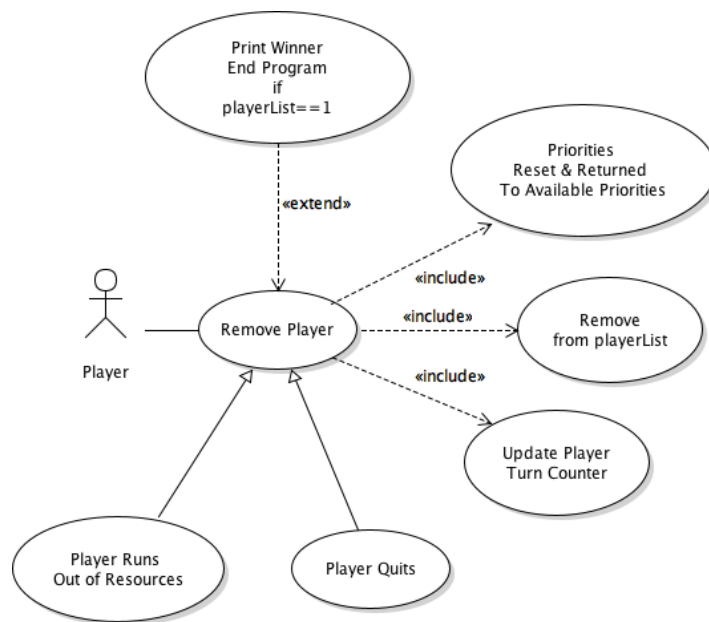 Print Winner
End Program
if
playerList==1
Priorities
Reset & Returned
To Available Priorities
«extend»
«include»
Remove Player
«include»
Remove
from playerList
Player
«include»
Update Player
Turn Counter
Player Runs
Out of Resources
Player Quits